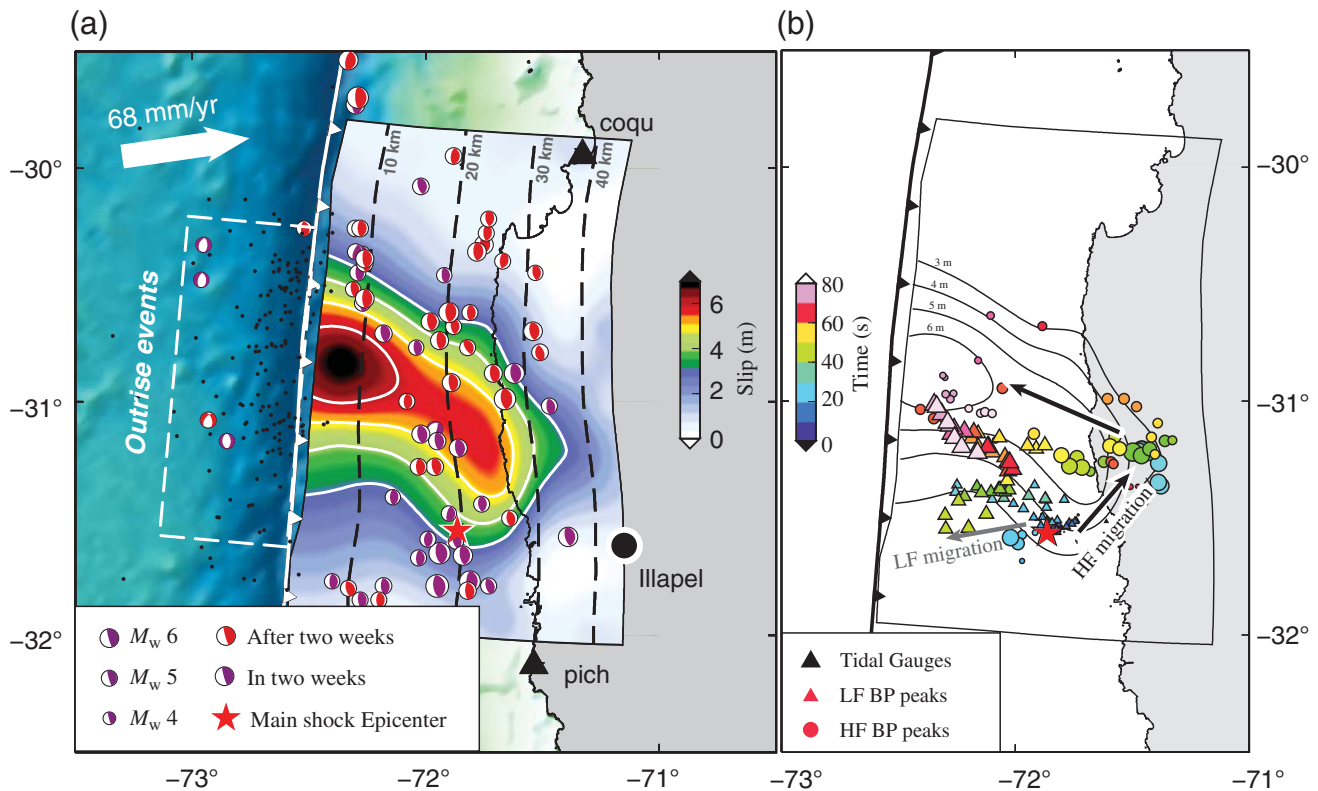 (a)
68 mm/yr
10 km
20 km
30 km
40 km
coqu
Outrise events
Illapel
pich
6
4
2
0
Slip (m)
−30°
−31°
−32°
−73°
−72°
−71°
Mw 6
After two weeks
Mw 5
In two weeks
Mw 4
Main shock Epicenter
(b)
80
60
40
20
0
Time (s)
3 m
4 m
5 m
6 m
LF migration
HF migration
−30°
−31°
−32°
−73°
−72°
−71°
Tidal Gauges
LF BP peaks
HF BP peaks